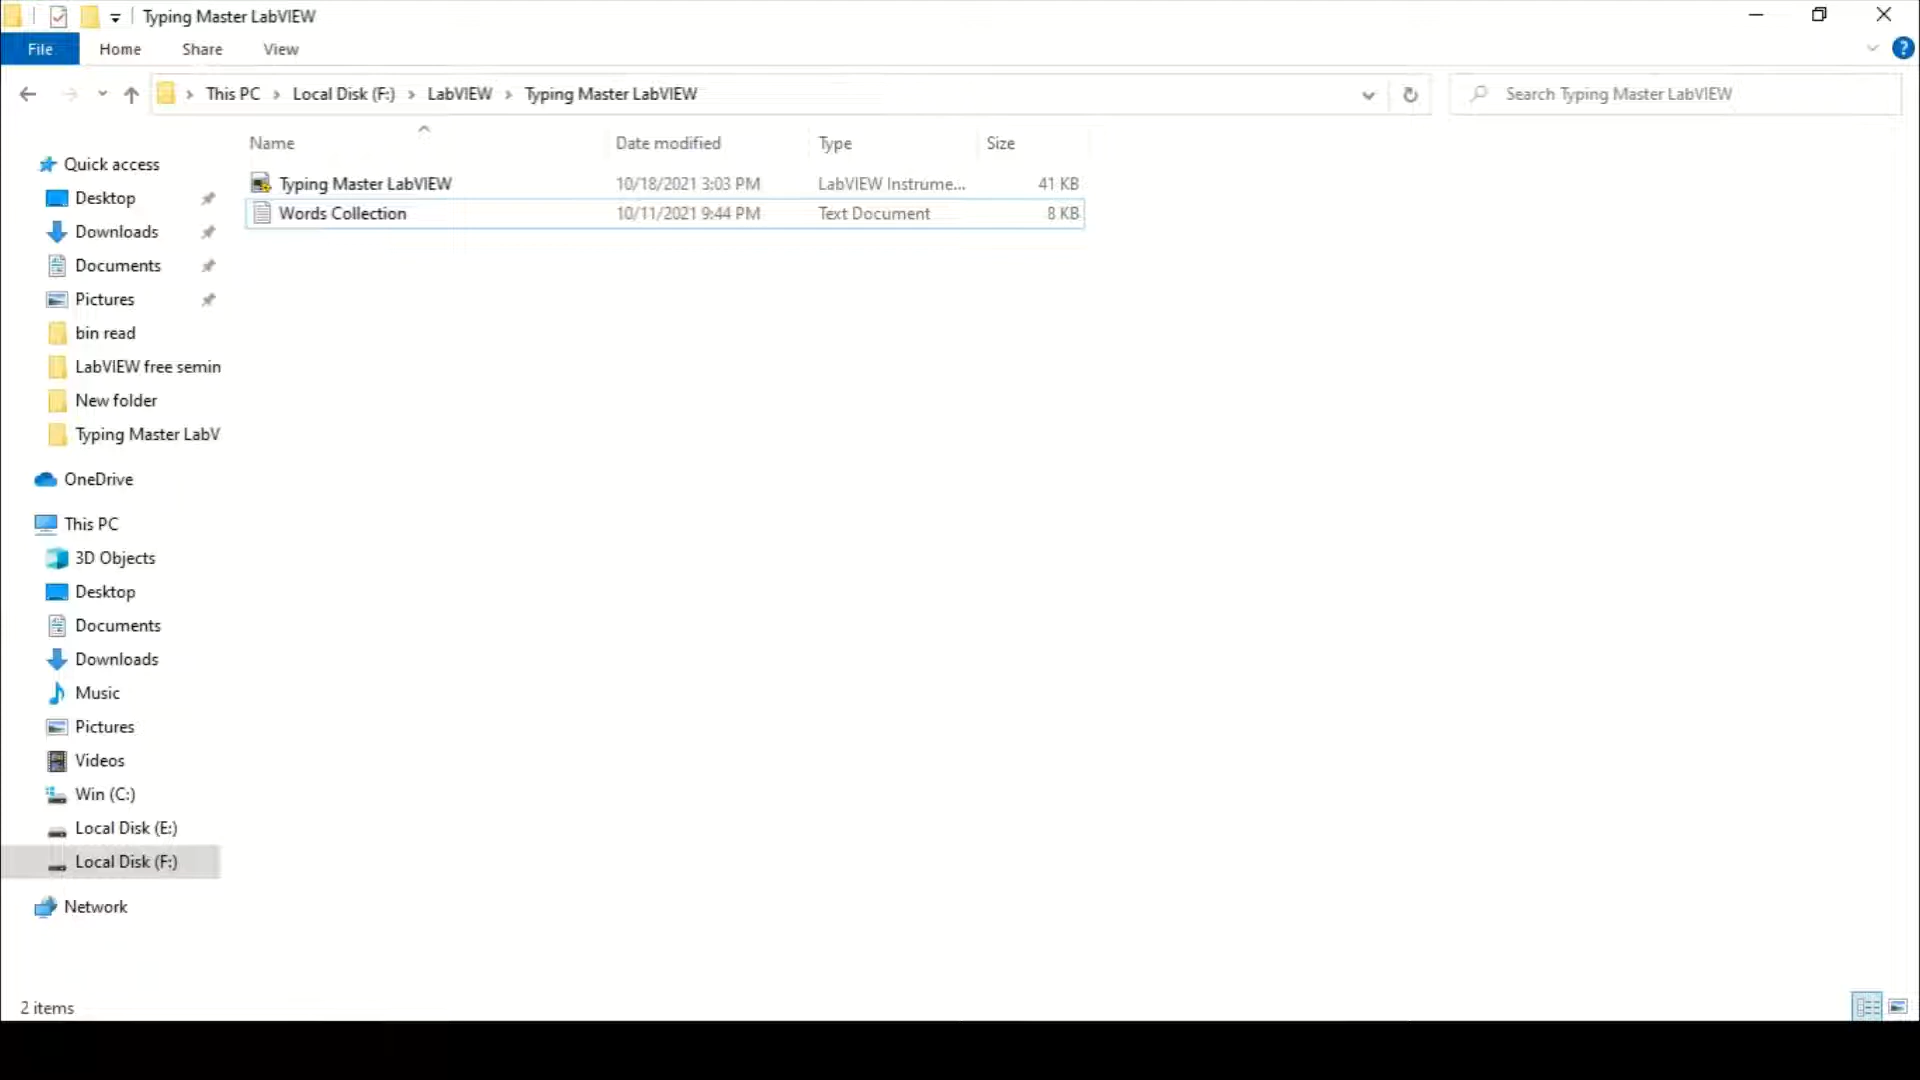 Typing Master LabVIEW
File Home Share View
This PC Local Disk (F:) LabVIEW Typing Master LabVIEW Search Typing Master LabVIEW
Name Date modified Type Size
Typing Master LabVIEW 10/18/2021 3:03 PM LabVIEW Instrume... 41 KB
Words Collection 10/11/2021 9:44 PM Text Document 8 KB
Quick access
Desktop
Downloads
Documents
Pictures
bin read
LabVIEW free semin
New folder
Typing Master LabV
OneDrive
This PC
3D Objects
Desktop
Documents
Downloads
Music
Pictures
Videos
Win (C:)
Local Disk (E:)
Local Disk (F:)
Network
2 items